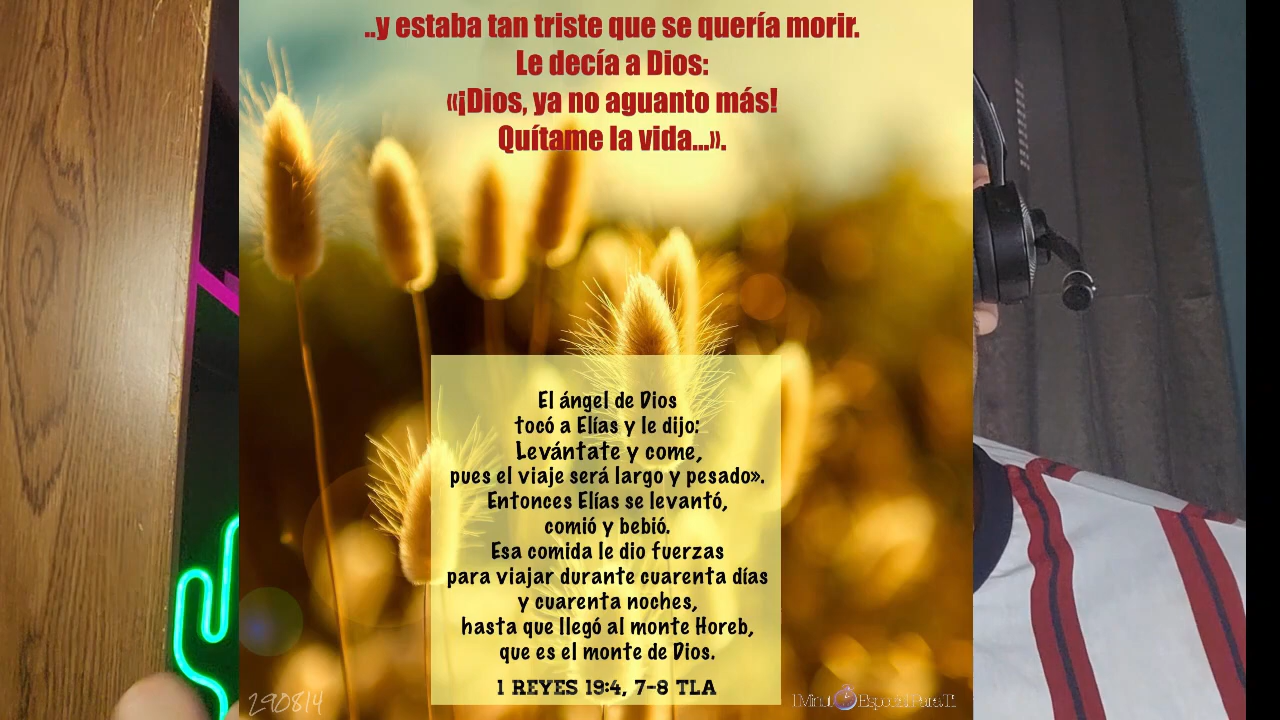 ..y estaba tan triste que se quería morir.
Le decía a Dios:
«¡Dios, ya no aguanto más!
Quítame la vida...».
El ángel de Dios
tocó a Elías y le dijo:
Levántate y come,
pues el viaje será largo y pesado».
Entonces Elías se levantó,
comió y bebió.
Esa comida le dio fuerzas
para viajar durante cuarenta días
y cuarenta noches,
hasta que llegó al monte Horeb,
que es el monte de Dios.
1 REYES 19:4, 7-8 TLA
290814